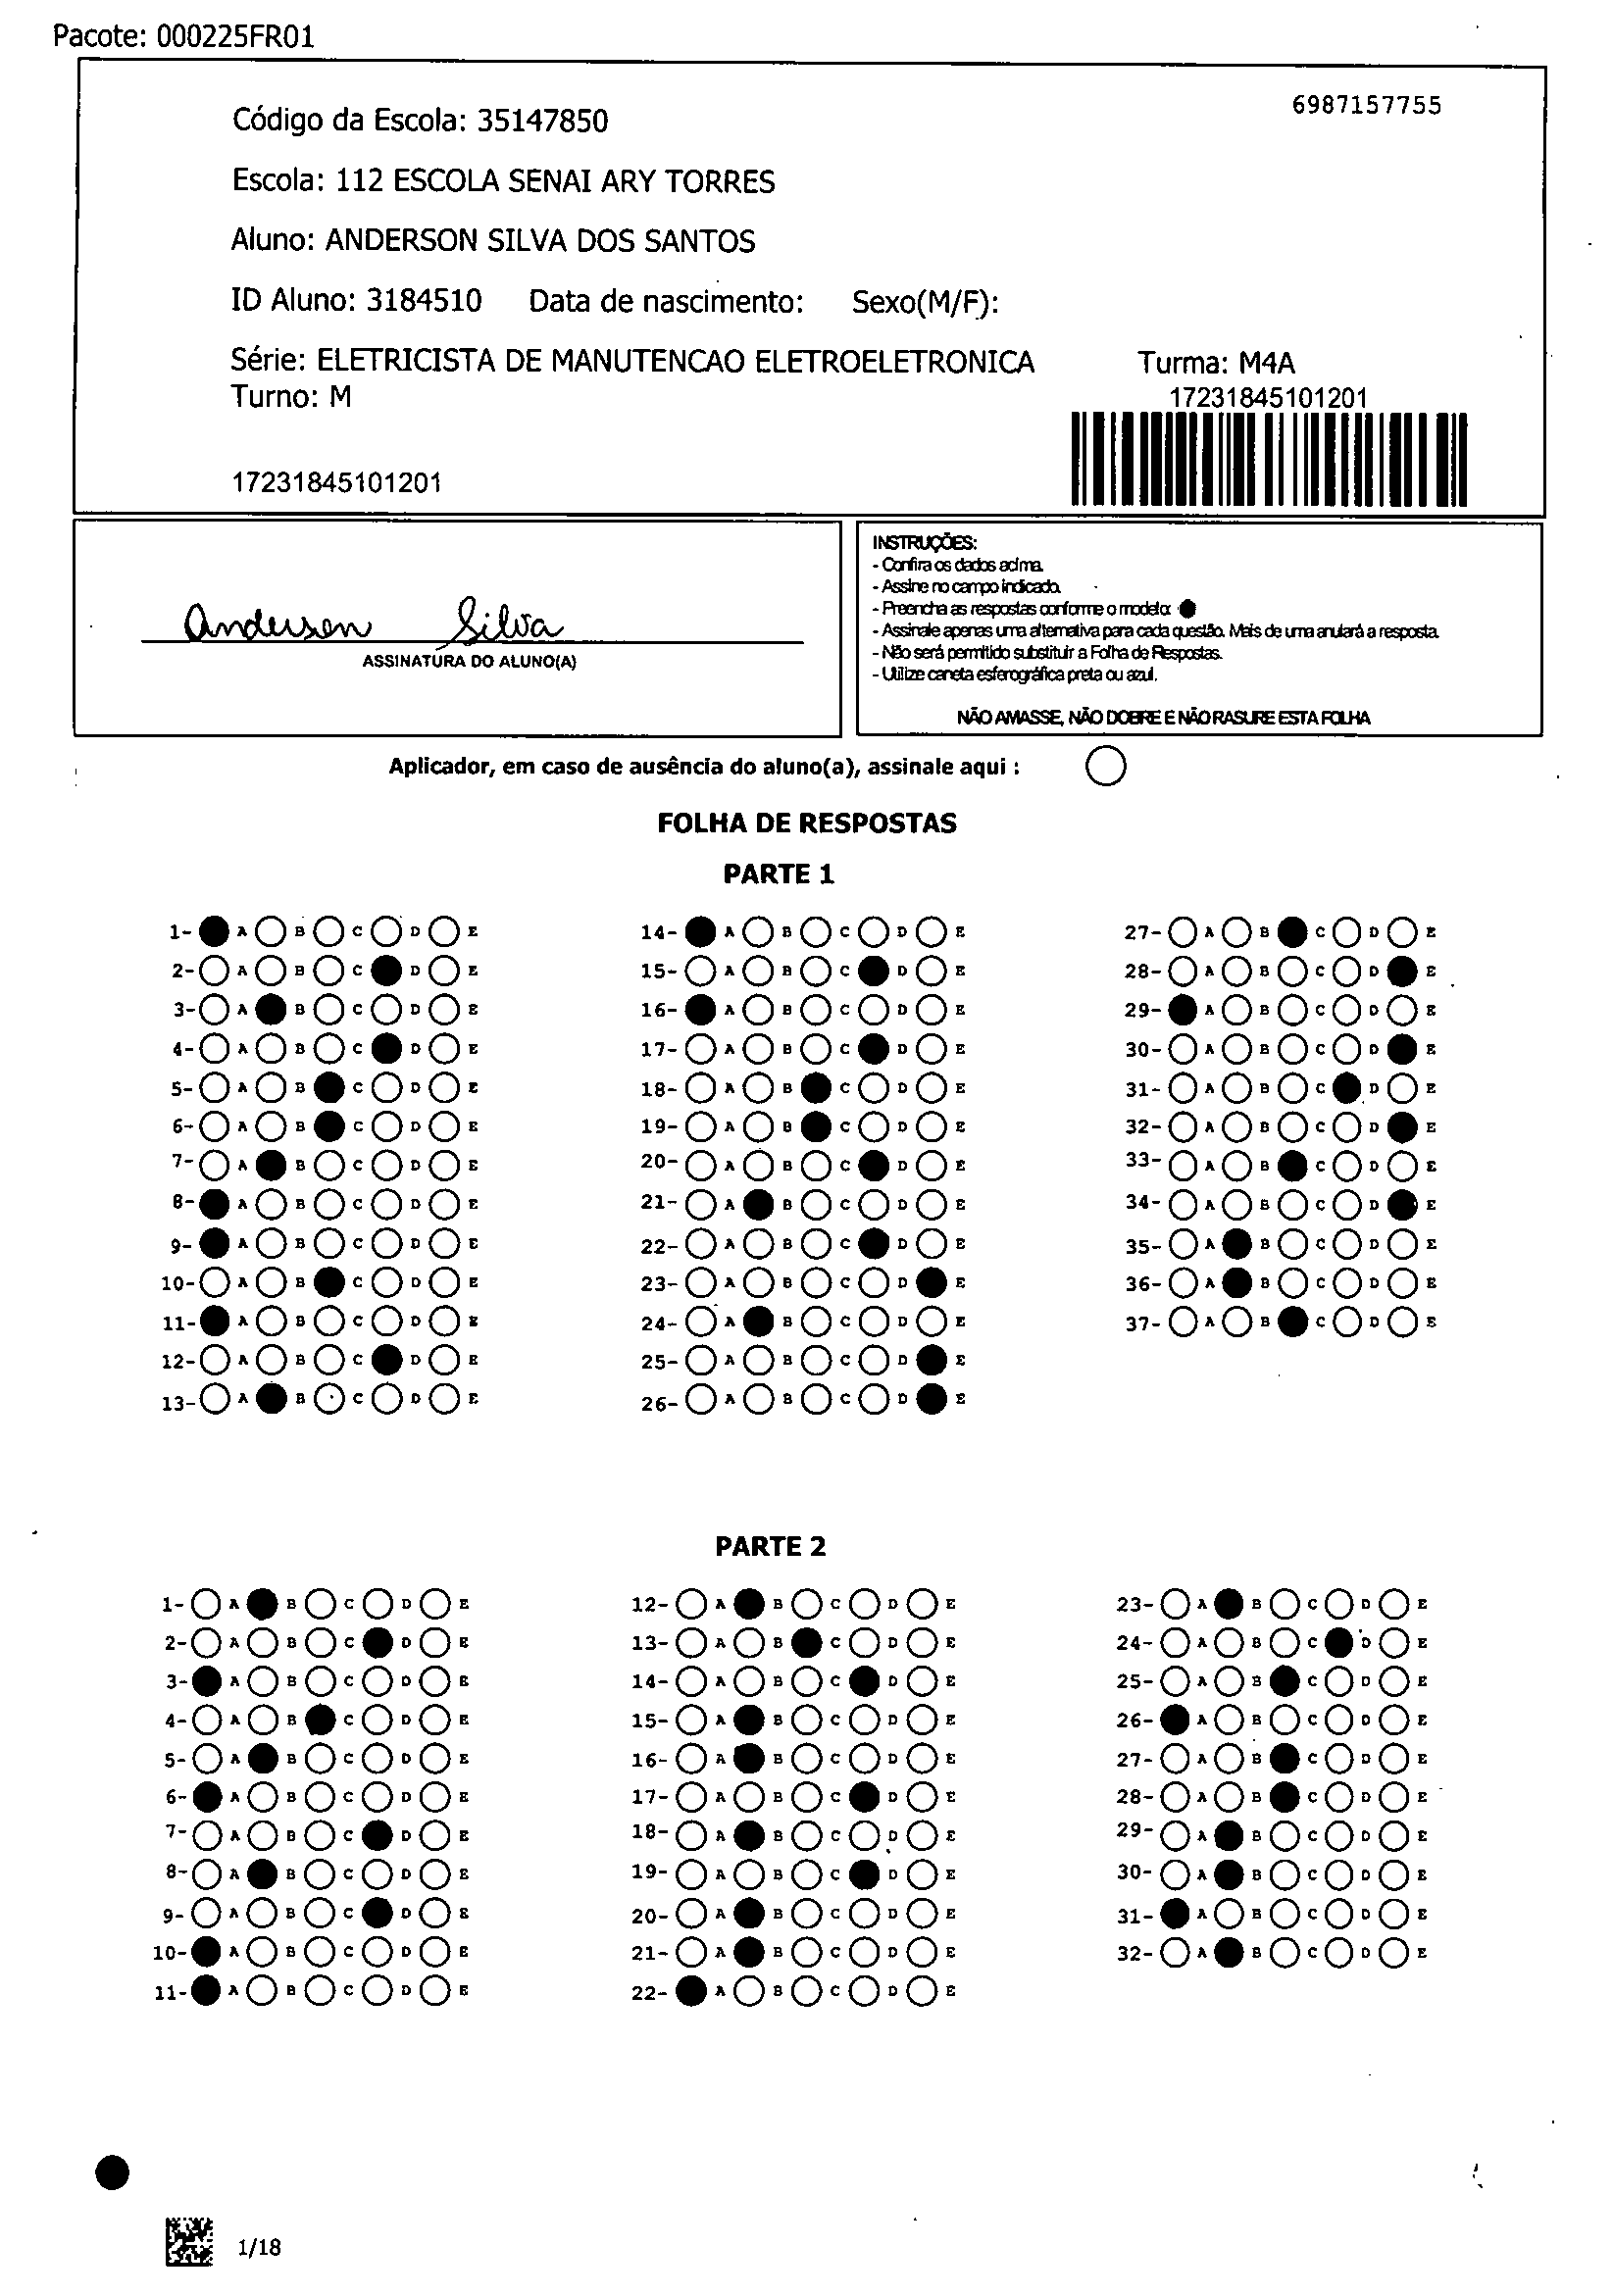 Pacote: 000225FR01
6987157755
Código da Escola: 35147850
Escola: 112 ESCOLA SENAI ARY TORRES
Aluno: ANDERSON SILVA DOS SANTOS
ID Aluno: 3184510 Data de nascimento: Sexo(M/F):
Série: ELETRICISTA DE MANUTENCAO ELETROELETRONICA Turma: M4A
Turno: M 17231845101201
17231845101201
Anderson Silva
ASSINATURA DO ALUNO(A)
INSTRUÇÕES:
- Confira os dados acima.
- Assine no campo indicado.
- Preencha as respostas conforme o modelo:
- Assinale apenas uma alternativa para cada questão. Mais de uma anulará a resposta.
- Não será permitido substituir a Folha de Respostas.
- Utilize caneta esferográfica preta ou azul.
NÃO AMASSE, NÃO DOBRE E NÃO RASURE ESTA FOLHA
Aplicador, em caso de ausência do aluno(a), assinale aqui :
FOLHA DE RESPOSTAS
PARTE 1
1- A B C D E
2- A B C D E
3- A B C D E
4- A B C D E
5- A B C D E
6- A B C D E
7- A B C D E
8- A B C D E
9- A B C D E
10- A B C D E
11- A B C D E
12- A B C D E
13- A B C D E
14- A B C D E
15- A B C D E
16- A B C D E
17- A B C D E
18- A B C D E
19- A B C D E
20- A B C D E
21- A B C D E
22- A B C D E
23- A B C D E
24- A B C D E
25- A B C D E
26- A B C D E
27- A B C D E
28- A B C D E
29- A B C D E
30- A B C D E
31- A B C D E
32- A B C D E
33- A B C D E
34- A B C D E
35- A B C D E
36- A B C D E
37- A B C D E
PARTE 2
1- A B C D E
2- A B C D E
3- A B C D E
4- A B C D E
5- A B C D E
6- A B C D E
7- A B C D E
8- A B C D E
9- A B C D E
10- A B C D E
11- A B C D E
12- A B C D E
13- A B C D E
14- A B C D E
15- A B C D E
16- A B C D E
17- A B C D E
18- A B C D E
19- A B C D E
20- A B C D E
21- A B C D E
22- A B C D E
23- A B C D E
24- A B C D E
25- A B C D E
26- A B C D E
27- A B C D E
28- A B C D E
29- A B C D E
30- A B C D E
31- A B C D E
32- A B C D E
1/18